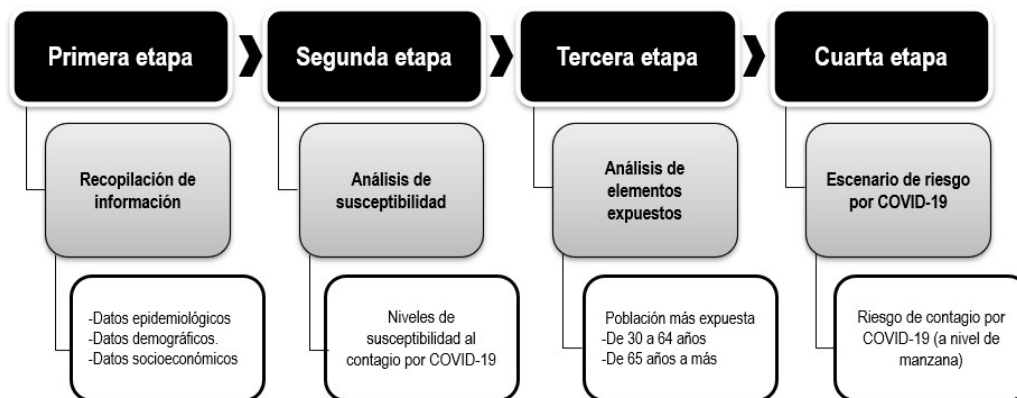 Primera etapa
Segunda etapa
Tercera etapa
Cuarta etapa
Recopilación de
información
Análisis de
susceptibilidad
Análisis de
elementos
expuestos
Escenario de riesgo
por COVID-19
-Datos epidemiológicos
-Datos demográficos.
-Datos socioeconómicos
Niveles de
susceptibilidad al
contagio por COVID-19
Población más expuesta
-De 30 a 64 años
-De 65 años a más
Riesgo de contagio por
COVID-19 (a nivel de
manzana)